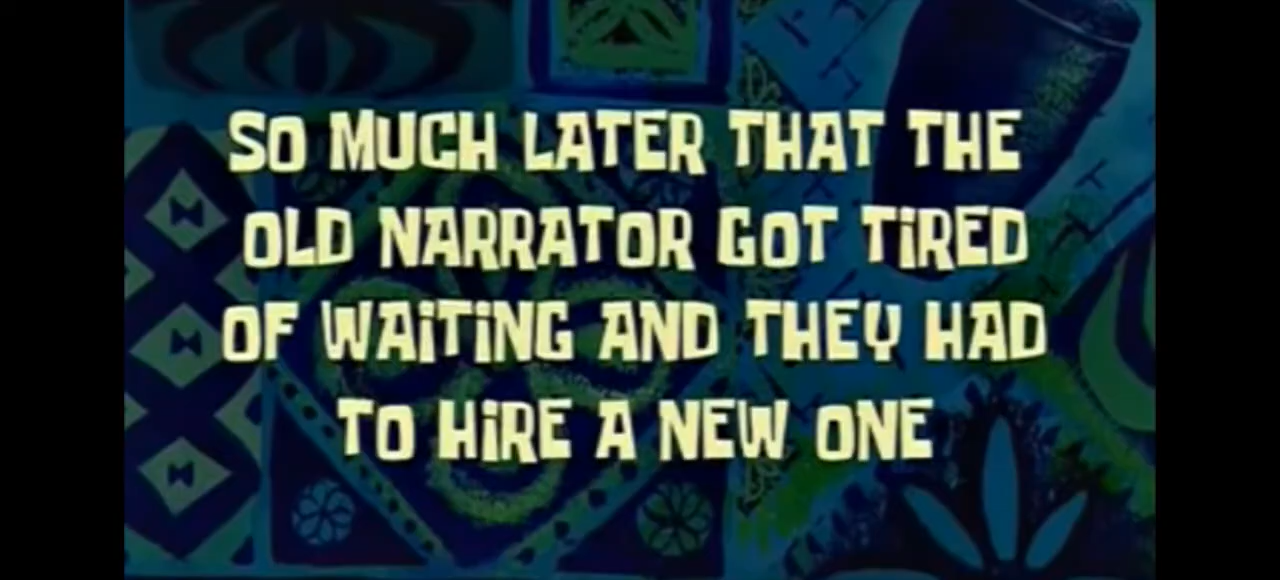 SO MUCH LATER THAT THE
OLD NARRATOR GOT TiRED
OF WAiTiNG AND THEY HAD
TO HiRE A NEW ONE